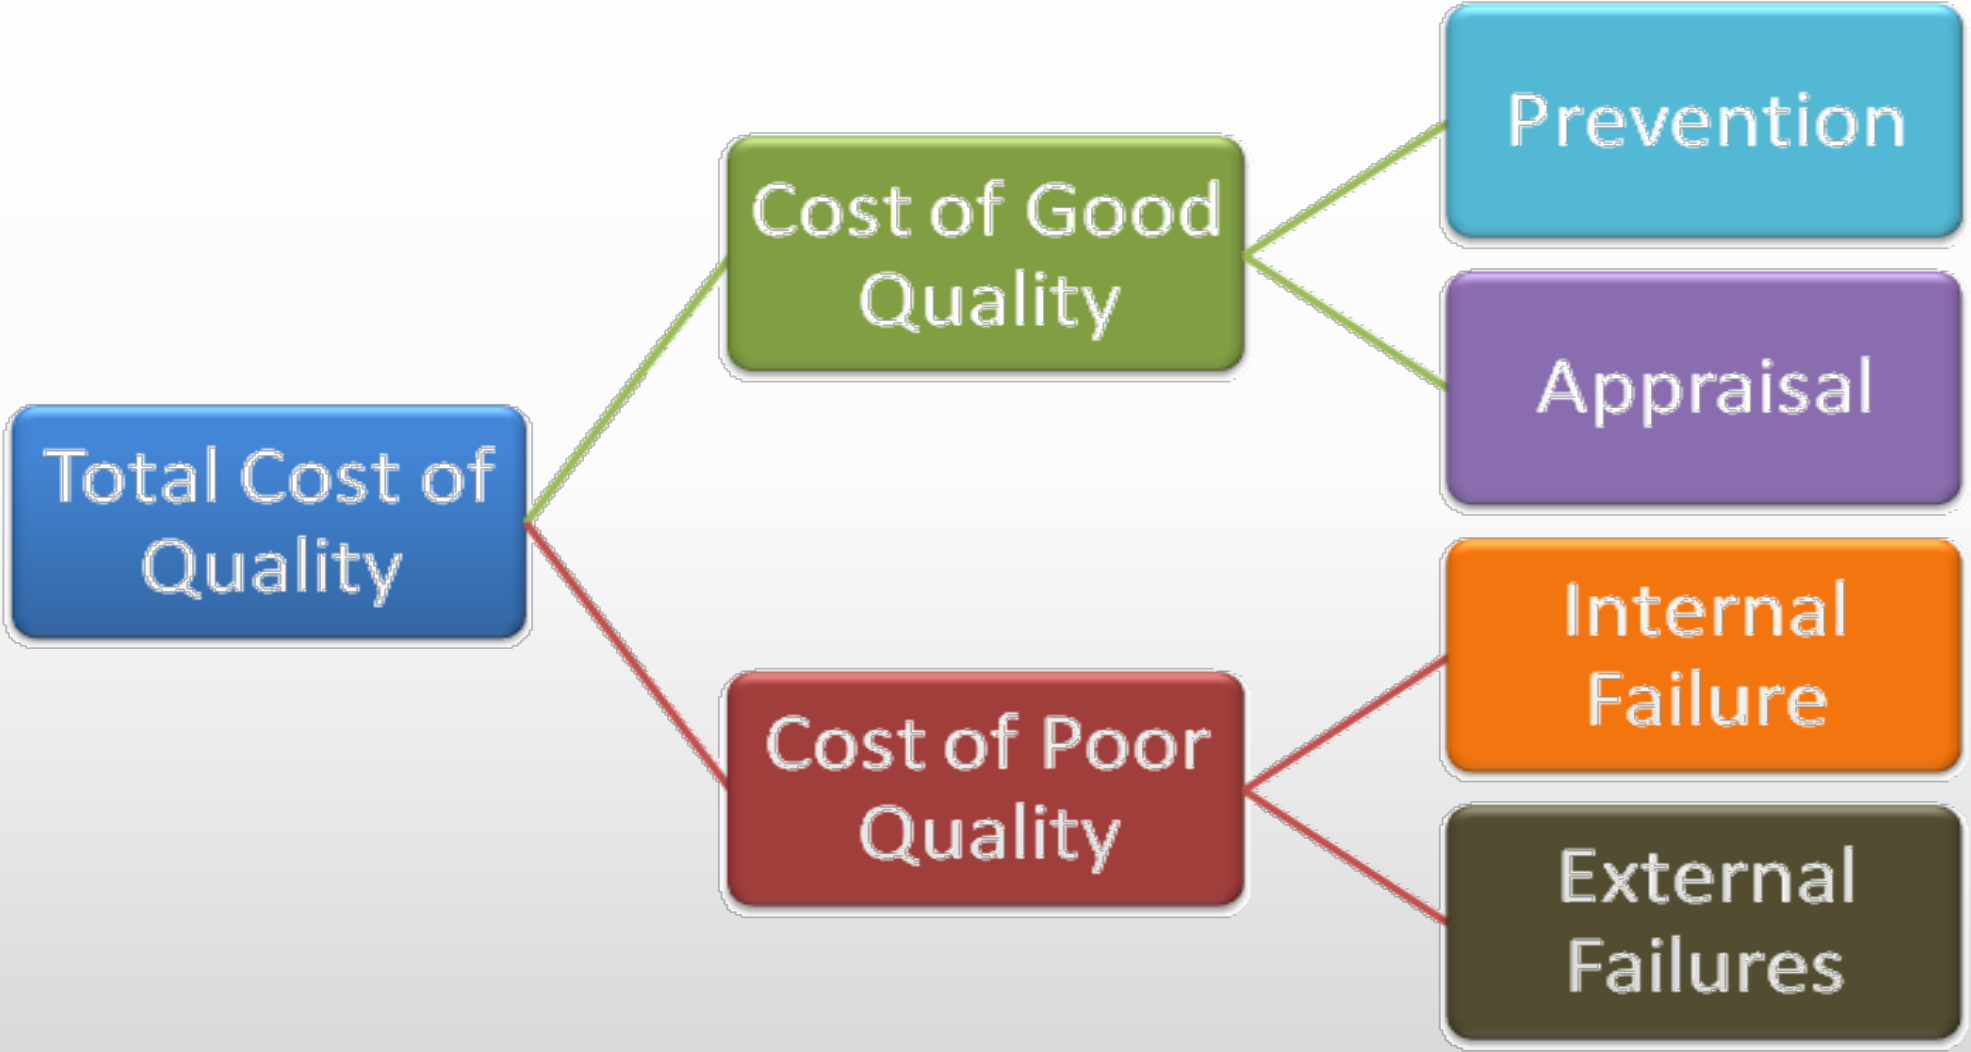 Total Cost of
Quality
Cost of Good
Quality
Prevention
Appraisal
Cost of Poor
Quality
Internal
Failure
External
Failures